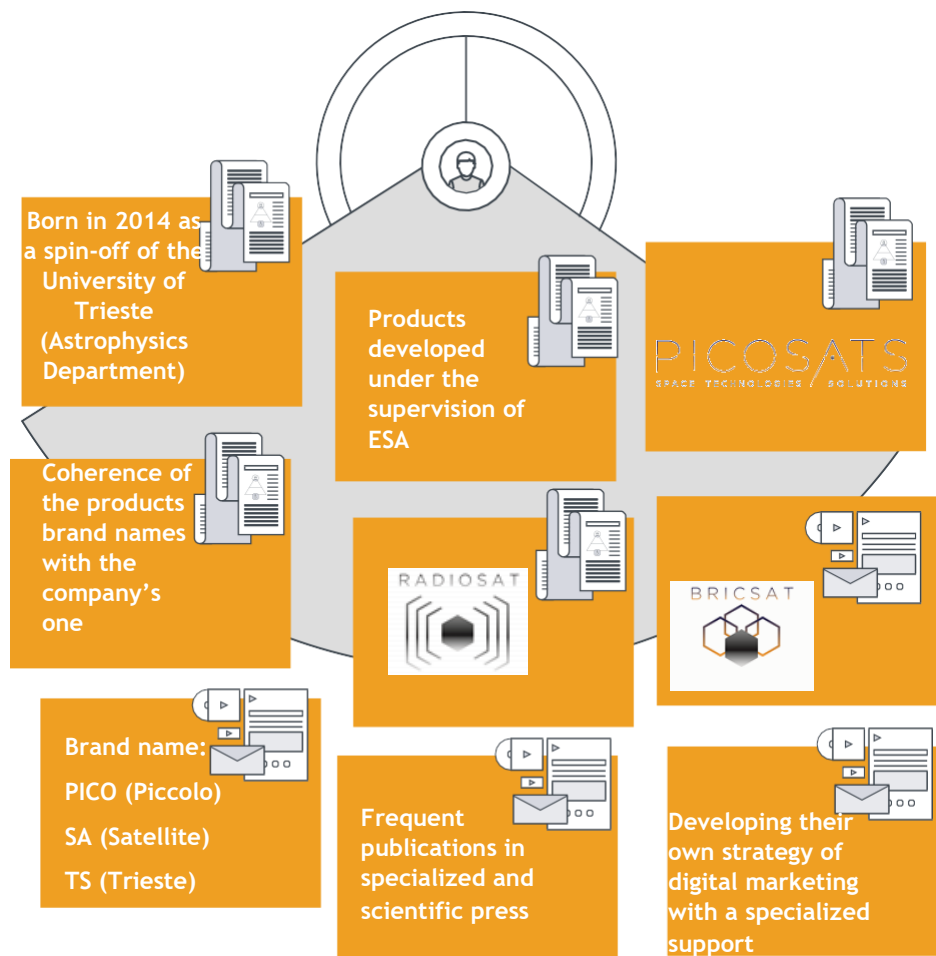 Born in 2014 as
a spin-off of the
University of
Trieste
(Astrophysics
Department)
Products
developed
under the
supervision of
ESA
PICOSATS
SPACE TECHNOLOGIES SOLUTIONS
Coherence of
the products
brand names
with the
company’s
one
RADIOSAT
BRICSAT
Brand name:
PICO (Piccolo)
SA (Satellite)
TS (Trieste)
Frequent
publications in
specialized and
scientific press
Developing their
own strategy of
digital marketing
with a specialized
support